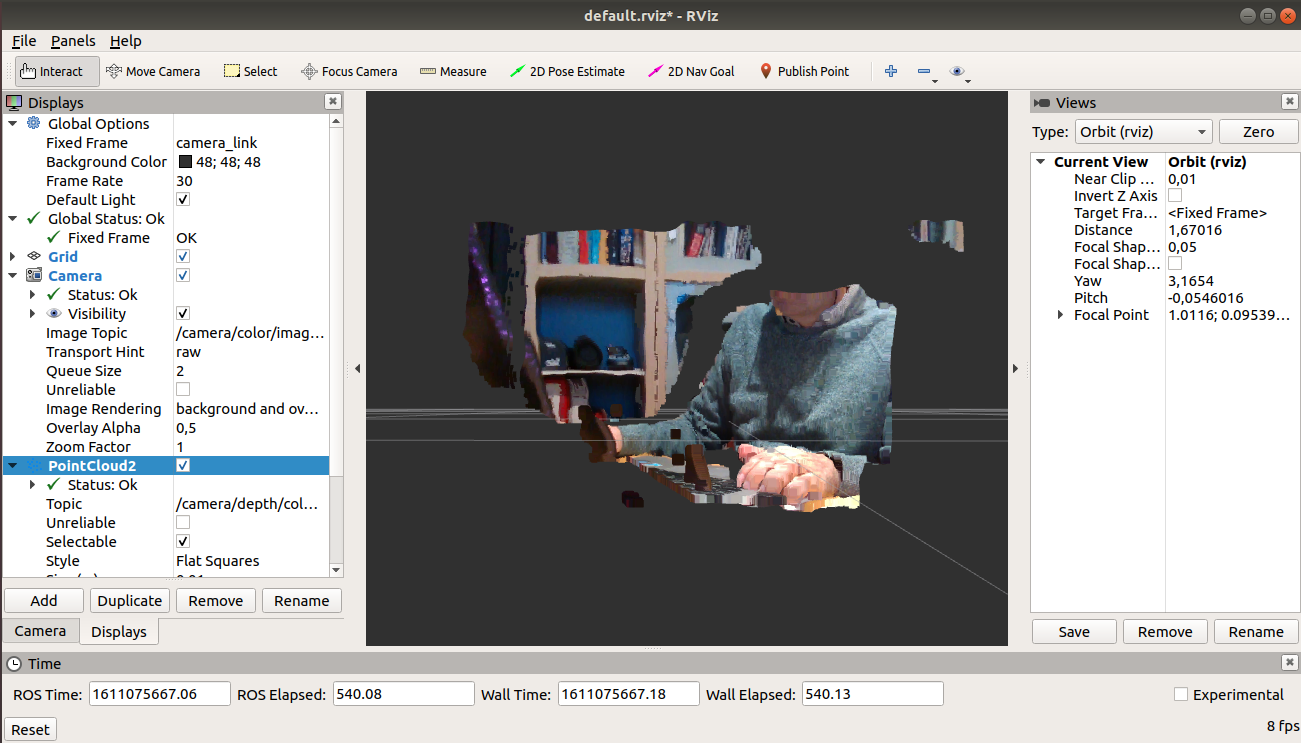 default.rviz* - RViz
File Panels Help
Interact Move Camera Select Focus Camera Measure 2D Pose Estimate 2D Nav Goal Publish Point
Displays
Global Options
Fixed Frame camera_link
Background Color 48; 48; 48
Frame Rate 30
Default Light
Global Status: Ok
Fixed Frame OK
Grid
Camera
Status: Ok
Visibility
Image Topic /camera/color/imag...
Transport Hint raw
Queue Size 2
Unreliable
Image Rendering background and ov...
Overlay Alpha 0,5
Zoom Factor 1
PointCloud2
Status: Ok
Topic /camera/depth/col...
Unreliable
Selectable
Style Flat Squares
Add Duplicate Remove Rename
Camera Displays
Views
Type: Orbit (rviz) Zero
Current View Orbit (rviz)
Near Clip ... 0,01
Invert Z Axis
Target Fra... <Fixed Frame>
Distance 1,67016
Focal Shap... 0,05
Focal Shap...
Yaw 3,1654
Pitch -0,0546016
Focal Point 1.0116; 0.09539...
Save Remove Rename
Time
ROS Time: 1611075667.06 ROS Elapsed: 540.08 Wall Time: 1611075667.18 Wall Elapsed: 540.13 Experimental
Reset 8 fps